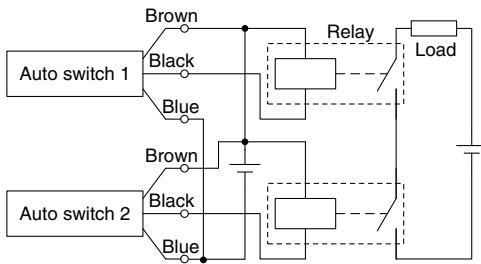 Brown
Relay
Auto switch 1
Black
Load
Blue
Brown
Auto switch 2
Black
Blue